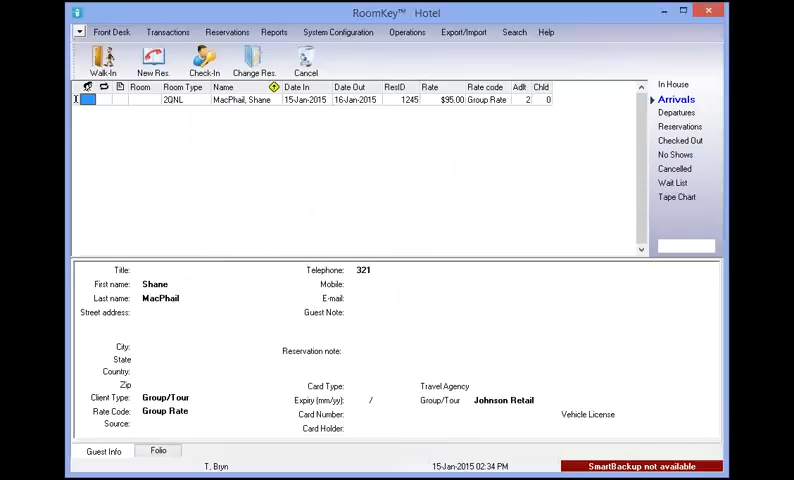 RoomKey™ Hotel
Front Desk Transactions Reservations Reports System Configuration Operations Export/Import Search Help
Walk-In New Res. Check-In Change Res. Cancel
Room Room Type Name Date In Date Out ResID Rate Rate code Adlt Chld
2QNL MacPhail, Shane 15-Jan-2015 16-Jan-2015 1245 $95.00 Group Rate 2 0
In House
Arrivals
Departures
Reservations
Checked Out
No Shows
Cancelled
Wait List
Tape Chart
Title: Telephone: 321
First name: Shane Mobile:
Last name: MacPhail E-mail:
Street address: Guest Note:
City:
Reservation note:
State
Country:
Zip
Card Type: Travel Agency
Client Type: Group/Tour
Expiry (mm/yy): / Group/Tour Johnson Retail
Rate Code: Group Rate
Card Number: Vehicle License
Source:
Card Holder:
Guest Info Folio
T, Bryn 15-Jan-2015 02:34 PM SmartBackup not available